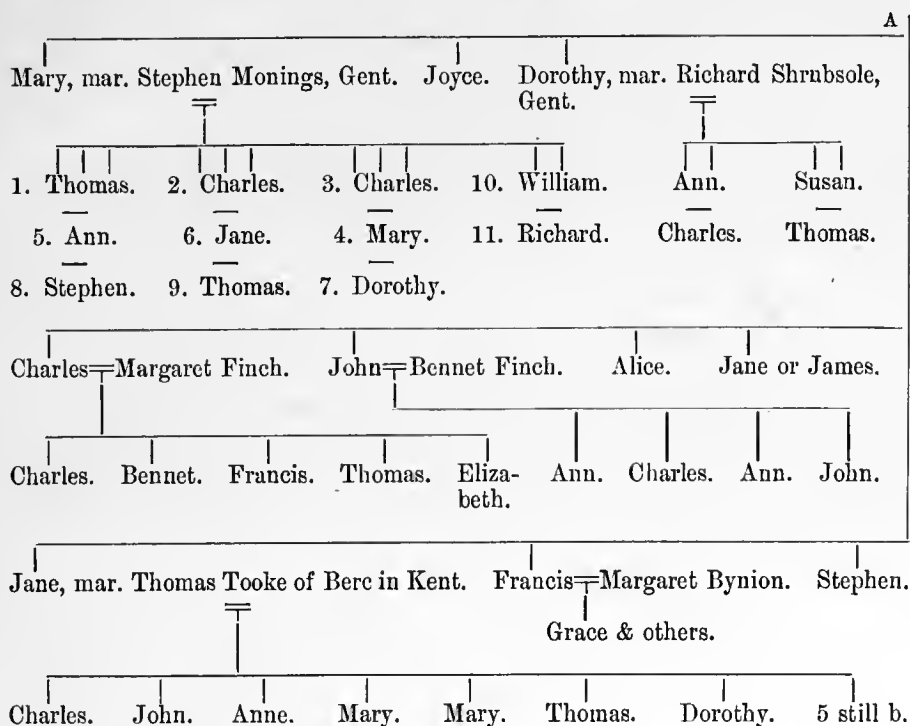 A
Mary, mar. Stephen Monings, Gent. Joyce. Dorothy, mar. Richard Shrubsole,
Gent.
1. Thomas. 2. Charles. 3. Charles. 10. William. Ann. Susan.
5. Ann. 6. Jane. 4. Mary. 11. Richard. Charles. Thomas.
8. Stephen. 9. Thomas. 7. Dorothy.
Charles Margaret Finch. John Bennet Finch. Alice. Jane or James.
Charles. Bennet. Francis. Thomas. Eliza- Ann. Charles. Ann. John.
beth.
Jane, mar. Thomas Tooke of Berc in Kent. Francis Margaret Bynion. Stephen.
Grace & others.
Charles. John. Anne. Mary. Mary. Thomas. Dorothy. 5 still b.